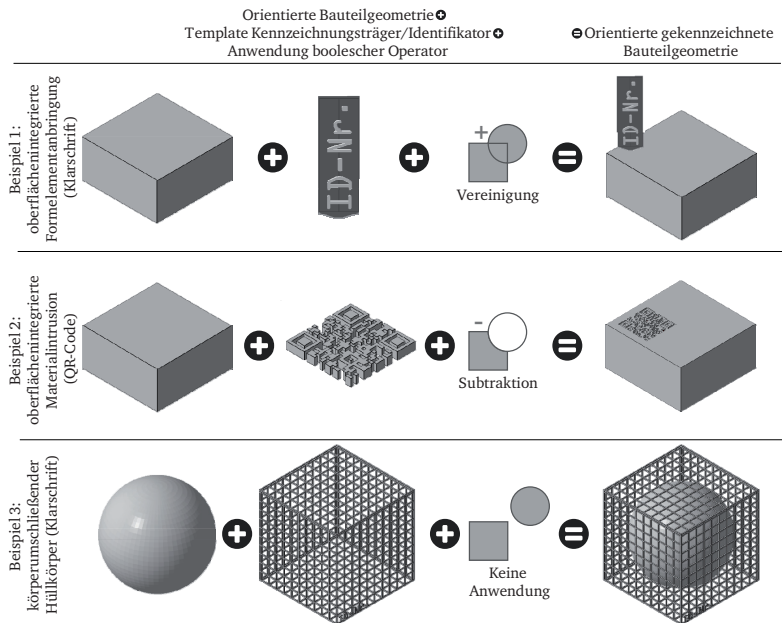 Orientierte Bauteilgeometrie +
Template Kennzeichnungsträger/Identifikator +
Anwendung boolescher Operator
= Orientierte gekennzeichnete
Bauteilgeometrie
Beispiel 1:
oberflächenintegrierte
Formelementanbringung
(Klarschrift)
+
ID-Nr.
+
+
Vereinigung
=
ID-Nr.
Beispiel 2:
oberflächenintegrierte
Materialintrusion
(QR-Code)
+
+
-
Subtraktion
=
Beispiel 3:
körperumschließender
Hüllkörper (Klarschrift)
+
+
Keine
Anwendung
=